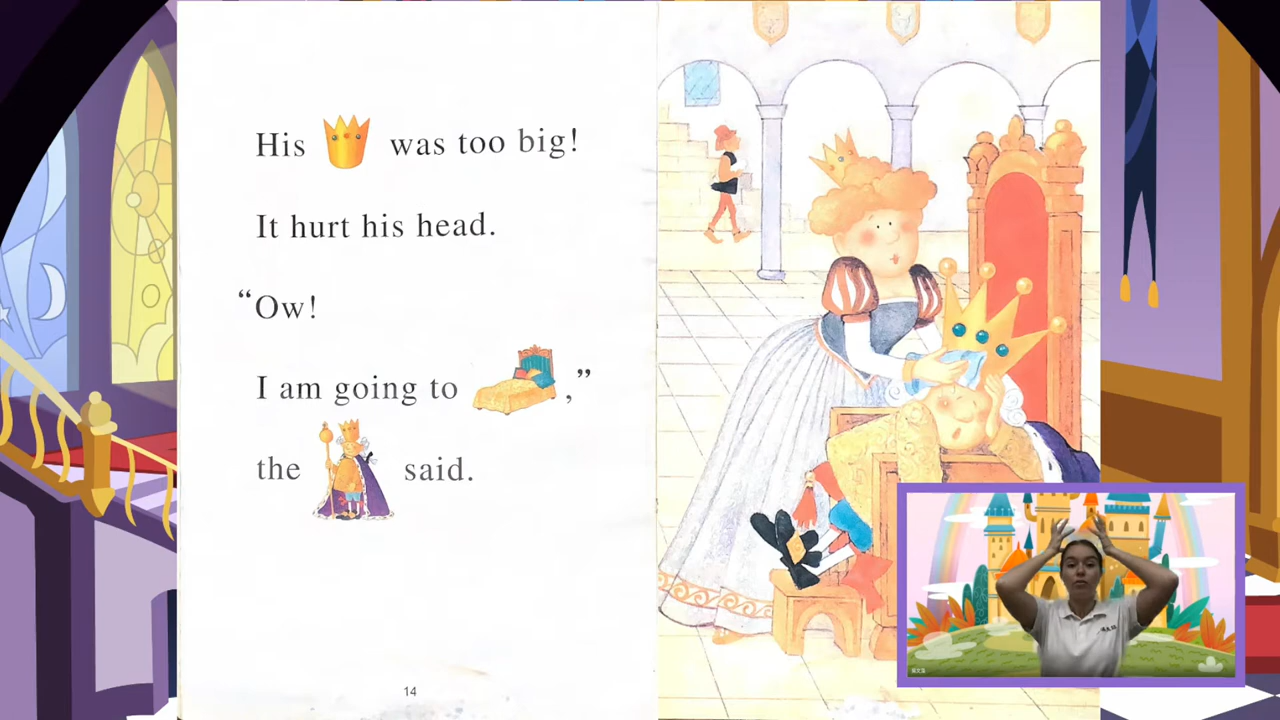 His was too big!
It hurt his head.
“Ow!
I am going to ,”
the said.
14